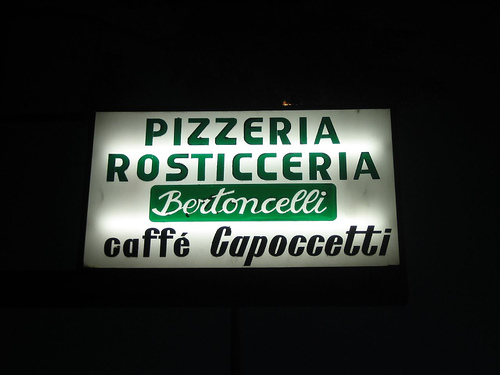 PIZZERIA
ROSTICCERIA
Bertoncelli
caffé Capoccetti